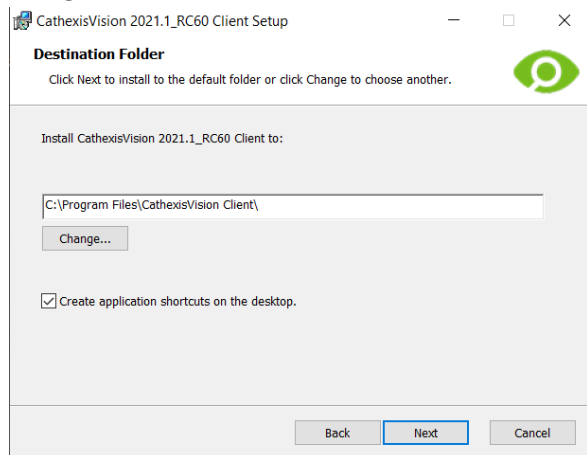 CathexisVision 2021.1_RC60 Client Setup
Destination Folder
Click Next to install to the default folder or click Change to choose another.
Install CathexisVision 2021.1_RC60 Client to:
C:\Program Files\CathexisVision Client\
Change...
Create application shortcuts on the desktop.
Back Next Cancel